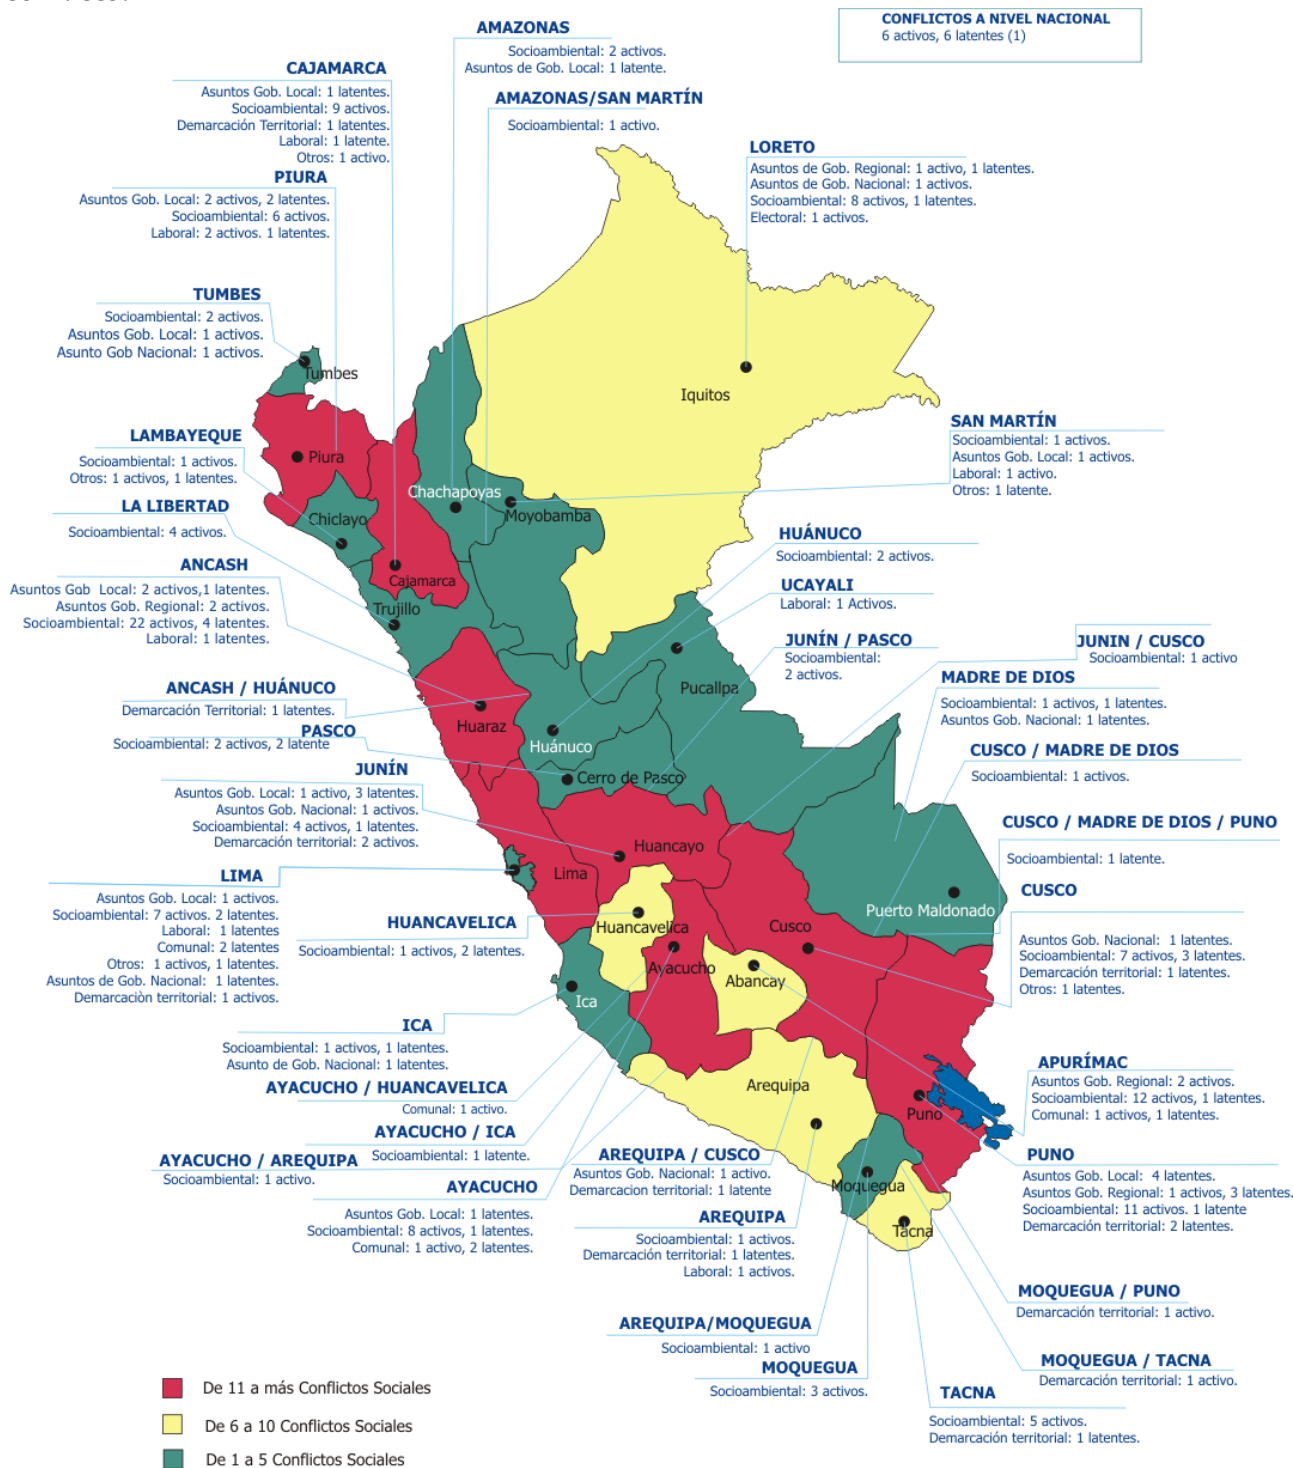 CONFLICTOS A NIVEL NACIONAL
6 activos, 6 latentes (1)
AMAZONAS
Socioambiental: 2 activos.
Asuntos de Gob. Local: 1 latente.
CAJAMARCA
Asuntos Gob. Local: 1 latentes.
Socioambiental: 9 activos.
Demarcación Territorial: 1 latentes.
Laboral: 1 latente.
Otros: 1 activo.
AMAZONAS/SAN MARTÍN
Socioambiental: 1 activo.
LORETO
Asuntos de Gob. Regional: 1 activo, 1 latentes.
Asuntos de Gob. Nacional: 1 activos.
Socioambiental: 8 activos, 1 latentes.
Electoral: 1 activos.
PIURA
Asuntos Gob. Local: 2 activos, 2 latentes.
Socioambiental: 6 activos.
Laboral: 2 activos. 1 latentes.
TUMBES
Socioambiental: 2 activos.
Asuntos Gob. Local: 1 activos.
Asunto Gob Nacional: 1 activos.
Tumbes
Iquitos
SAN MARTÍN
Socioambiental: 1 activos.
Asuntos Gob. Local: 1 activos.
Laboral: 1 activo.
Otros: 1 latente.
LAMBAYEQUE
Socioambiental: 1 activos.
Otros: 1 activos, 1 latentes.
Piura
Chachapoyas
Moyobamba
Chiclayo
LA LIBERTAD
Socioambiental: 4 activos.
HUÁNUCO
Socioambiental: 2 activos.
ANCASH
Asuntos Gob Local: 2 activos,1 latentes.
Asuntos Gob. Regional: 2 activos.
Socioambiental: 22 activos, 4 latentes.
Laboral: 1 latentes.
Cajamarca
Trujillo
UCAYALI
Laboral: 1 Activos.
JUNÍN / PASCO
Socioambiental:
2 activos.
JUNIN / CUSCO
Socioambiental: 1 activo
MADRE DE DIOS
Socioambiental: 1 activos, 1 latentes.
Asuntos Gob. Nacional: 1 latentes.
ANCASH / HUÁNUCO
Demarcación Territorial: 1 latentes.
Pucallpa
Huaraz
PASCO
Socioambiental: 2 activos, 2 latente
Huánuco
CUSCO / MADRE DE DIOS
Socioambiental: 1 activos.
JUNÍN
Asuntos Gob. Local: 1 activo, 3 latentes.
Asuntos Gob. Nacional: 1 activos.
Socioambiental: 4 activos, 1 latentes.
Demarcación territorial: 2 activos.
Cerro de Pasco
CUSCO / MADRE DE DIOS / PUNO
Socioambiental: 1 latente.
Huancayo
Lima
LIMA
Asuntos Gob. Local: 1 activos.
Socioambiental: 7 activos. 2 latentes.
Laboral: 1 latentes
Comunal: 2 latentes
Otros: 1 activos, 1 latentes.
Asuntos de Gob. Nacional: 1 latentes.
Demarcaciòn territorial: 1 activos.
CUSCO
Asuntos Gob. Nacional: 1 latentes.
Socioambiental: 7 activos, 3 latentes.
Demarcación territorial: 1 latentes.
Otros: 1 latentes.
Puerto Maldonado
HUANCAVELICA
Socioambiental: 1 activos, 2 latentes.
Huancavelica
Cusco
Ayacucho
Abancay
Ica
ICA
Socioambiental: 1 activos, 1 latentes.
Asunto de Gob. Nacional: 1 latentes.
APURÍMAC
Asuntos Gob. Regional: 2 activos.
Socioambiental: 12 activos, 1 latentes.
Comunal: 1 activos, 1 latentes.
AYACUCHO / HUANCAVELICA
Comunal: 1 activo.
Arequipa
Puno
AYACUCHO / ICA
Socioambiental: 1 latente.
AYACUCHO / AREQUIPA
Socioambiental: 1 activo.
AREQUIPA / CUSCO
Asuntos Gob. Nacional: 1 activo.
Demarcacion territorial: 1 latente
PUNO
Asuntos Gob. Local: 4 latentes.
Asuntos Gob. Regional: 1 activos, 3 latentes.
Socioambiental: 11 activos. 1 latente
Demarcación territorial: 2 latentes.
AYACUCHO
Asuntos Gob. Local: 1 latentes.
Socioambiental: 8 activos, 1 latentes.
Comunal: 1 activo, 2 latentes.
Moquegua
Tacna
AREQUIPA
Socioambiental: 1 activos.
Demarcación territorial: 1 latentes.
Laboral: 1 activos.
MOQUEGUA / PUNO
Demarcación territorial: 1 activo.
AREQUIPA/MOQUEGUA
Socioambiental: 1 activo
MOQUEGUA
Socioambiental: 3 activos.
MOQUEGUA / TACNA
Demarcación territorial: 1 activo.
TACNA
Socioambiental: 5 activos.
Demarcación territorial: 1 latentes.
De 11 a más Conflictos Sociales
De 6 a 10 Conflictos Sociales
De 1 a 5 Conflictos Sociales